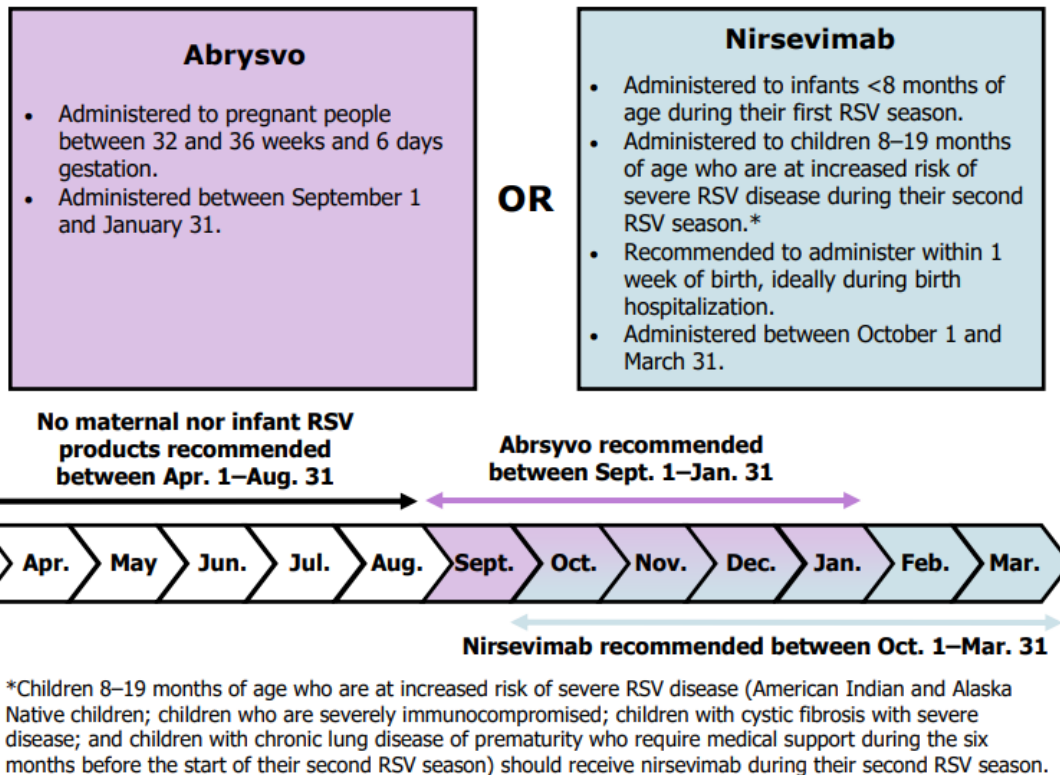 Abrysvo
• Administered to pregnant people
between 32 and 36 weeks and 6 days
gestation.
• Administered between September 1
and January 31.
OR
Nirsevimab
• Administered to infants <8 months of
age during their first RSV season.
• Administered to children 8–19 months
of age who are at increased risk of
severe RSV disease during their second
RSV season.*
• Recommended to administer within 1
week of birth, ideally during birth
hospitalization.
• Administered between October 1 and
March 31.
No maternal nor infant RSV
products recommended
between Apr. 1–Aug. 31
Abrsyvo recommended
between Sept. 1–Jan. 31
Apr. May Jun. Jul. Aug. Sept. Oct. Nov. Dec. Jan. Feb. Mar.
Nirsevimab recommended between Oct. 1–Mar. 31
*Children 8–19 months of age who are at increased risk of severe RSV disease (American Indian and Alaska
Native children; children who are severely immunocompromised; children with cystic fibrosis with severe
disease; and children with chronic lung disease of prematurity who require medical support during the six
months before the start of their second RSV season) should receive nirsevimab during their second RSV season.